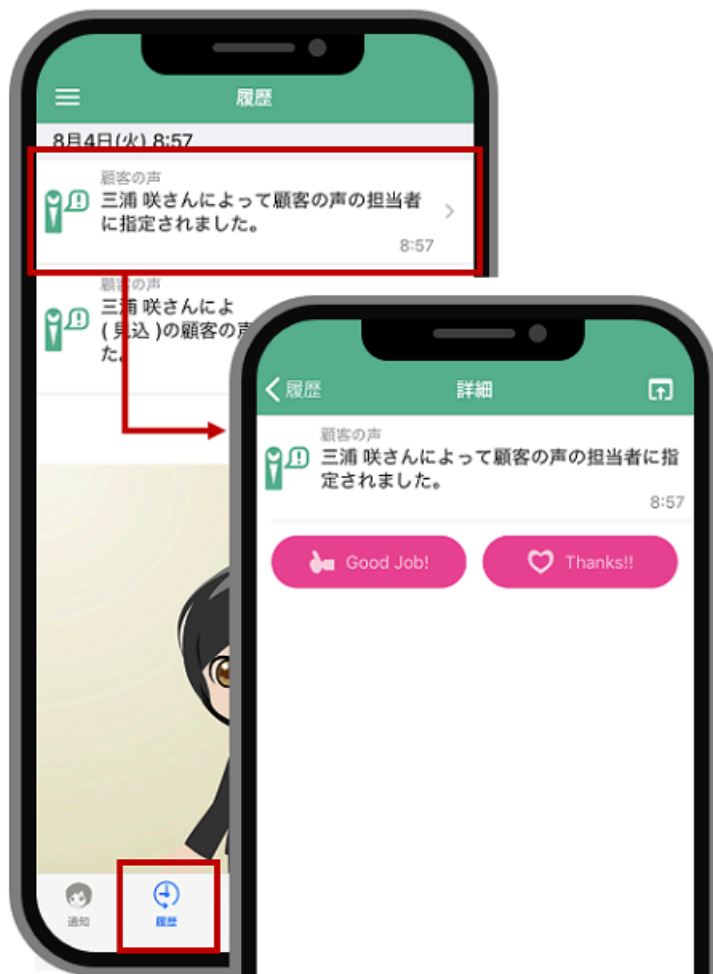 履歴
8月4日(火) 8:57
顧客の声
三浦 咲さんによって顧客の声の担当者
に指定されました。
8:57
顧客の声
三浦 咲さんによ
( 見込 )の顧客の声
た。
通知
履歴
履歴
詳細
顧客の声
三浦 咲さんによって顧客の声の担当者に指
定されました。
8:57
Good Job!
Thanks!!